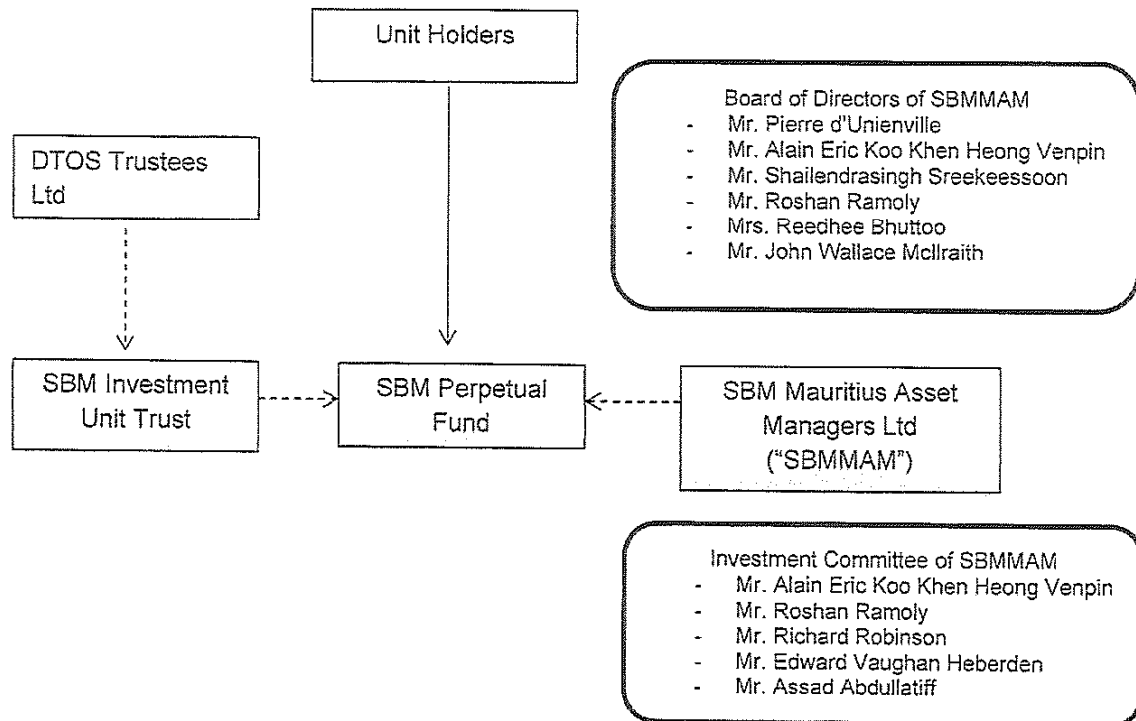 Unit Holders
Board of Directors of SBMMAM
- Mr. Pierre d'Unienville
- Mr. Alain Eric Koo Khen Heong Venpin
- Mr. Shailendrasingh Sreekeessoon
- Mr. Roshan Ramoly
- Mrs. Reedhee Bhuttoo
- Mr. John Wallace McIlraith
DTOS Trustees
Ltd
SBM Investment
Unit Trust
SBM Perpetual
Fund
SBM Mauritius Asset
Managers Ltd
("SBMMAM")
Investment Committee of SBMMAM
- Mr. Alain Eric Koo Khen Heong Venpin
- Mr. Roshan Ramoly
- Mr. Richard Robinson
- Mr. Edward Vaughan Heberden
- Mr. Assad Abdullatiff